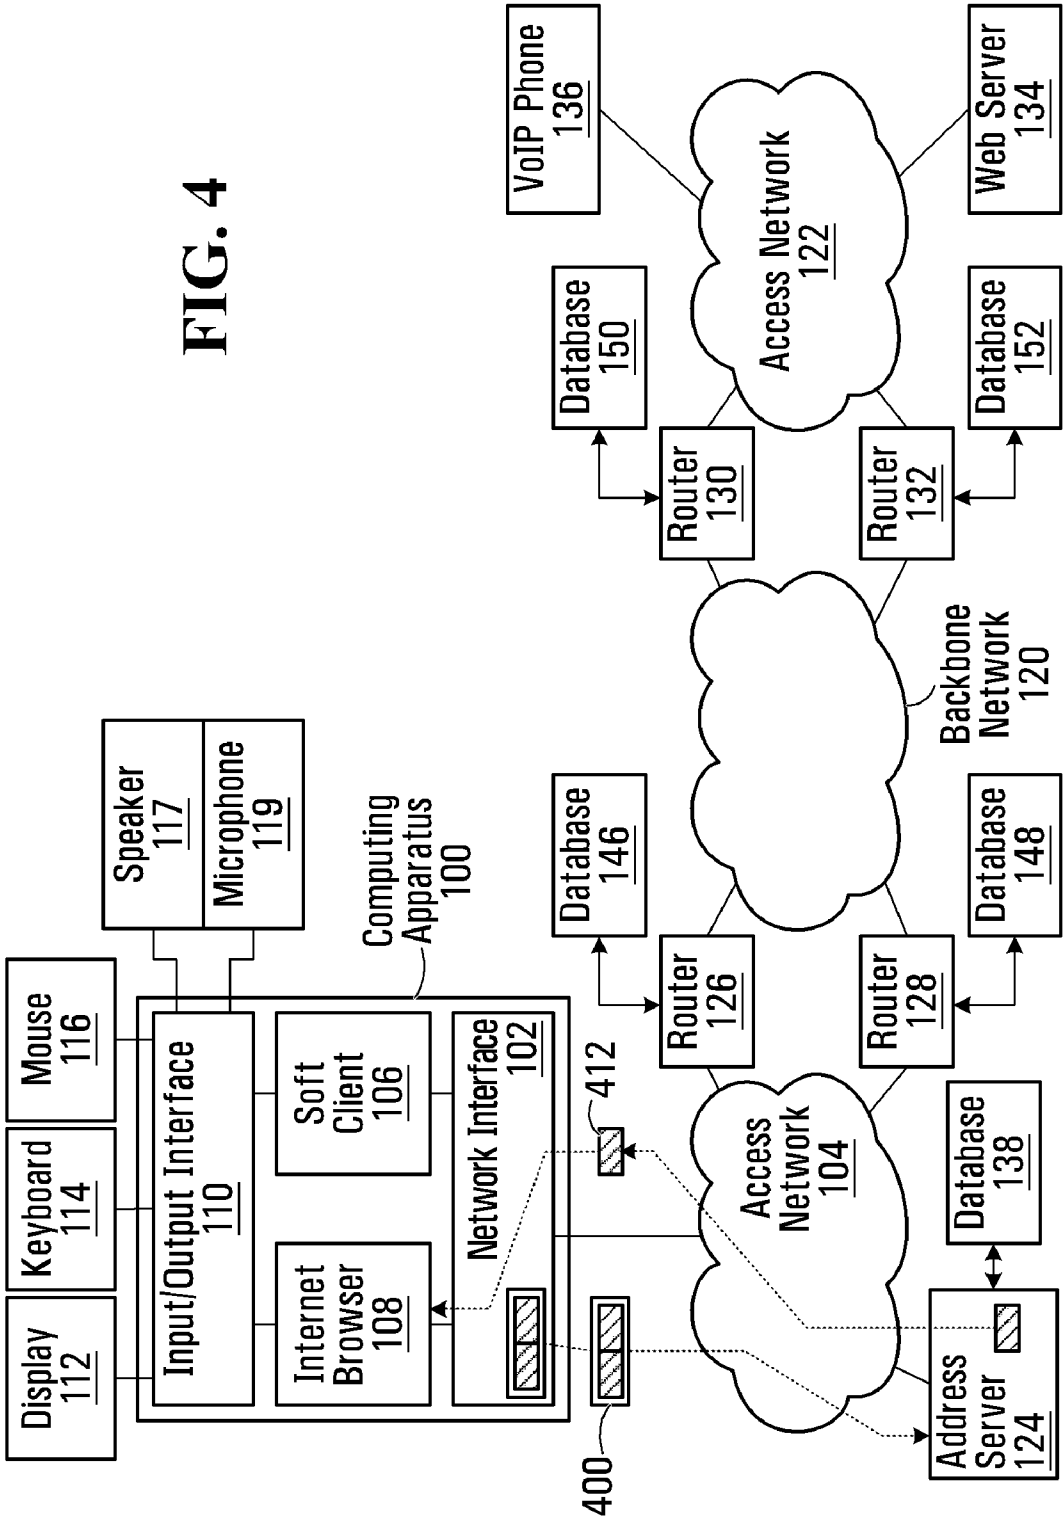 FIG. 4
Display
112
Keyboard
114
Mouse
116
Speaker
117
Microphone
119
Input/Output Interface
110
Internet
Browser
108
Soft
Client
106
Computing
Apparatus
100
Network Interface
102
400
412
Database
146
Database
150
VoIP Phone
136
Router
126
Router
130
Access
Network
104
Access Network
122
Router
128
Router
132
Backbone
Network
120
Address
Server
124
Database
138
Database
148
Database
152
Web Server
134